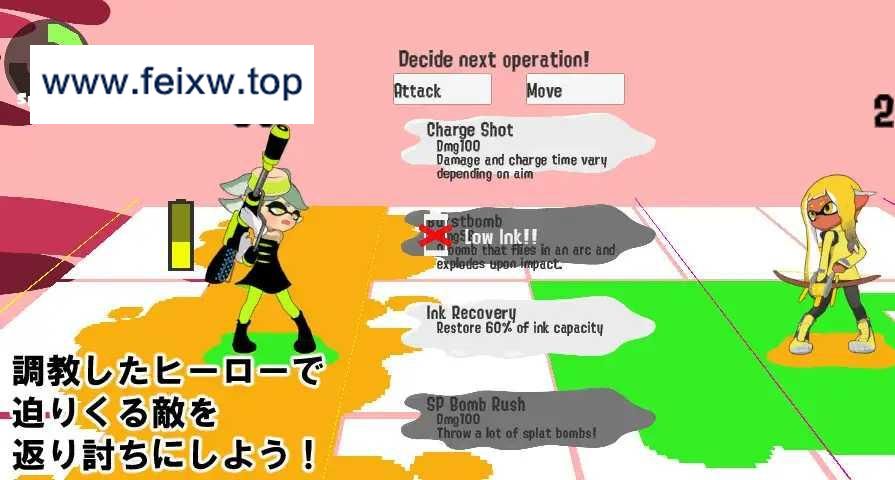 www.feixw.top
Decide next operation!
Attack
Move
2
Charge Shot
Dmg100
Damage and charge time vary
depending on aim
Low Ink!!
bomb that flies in an arc and
explodes upon impact.
Ink Recovery
Restore 60% of ink capacity
SP Bomb Rush
Dmg100
Throw a lot of splat bombs!
調教したヒーローで
迫りくる敵を
返り討ちにしよう！